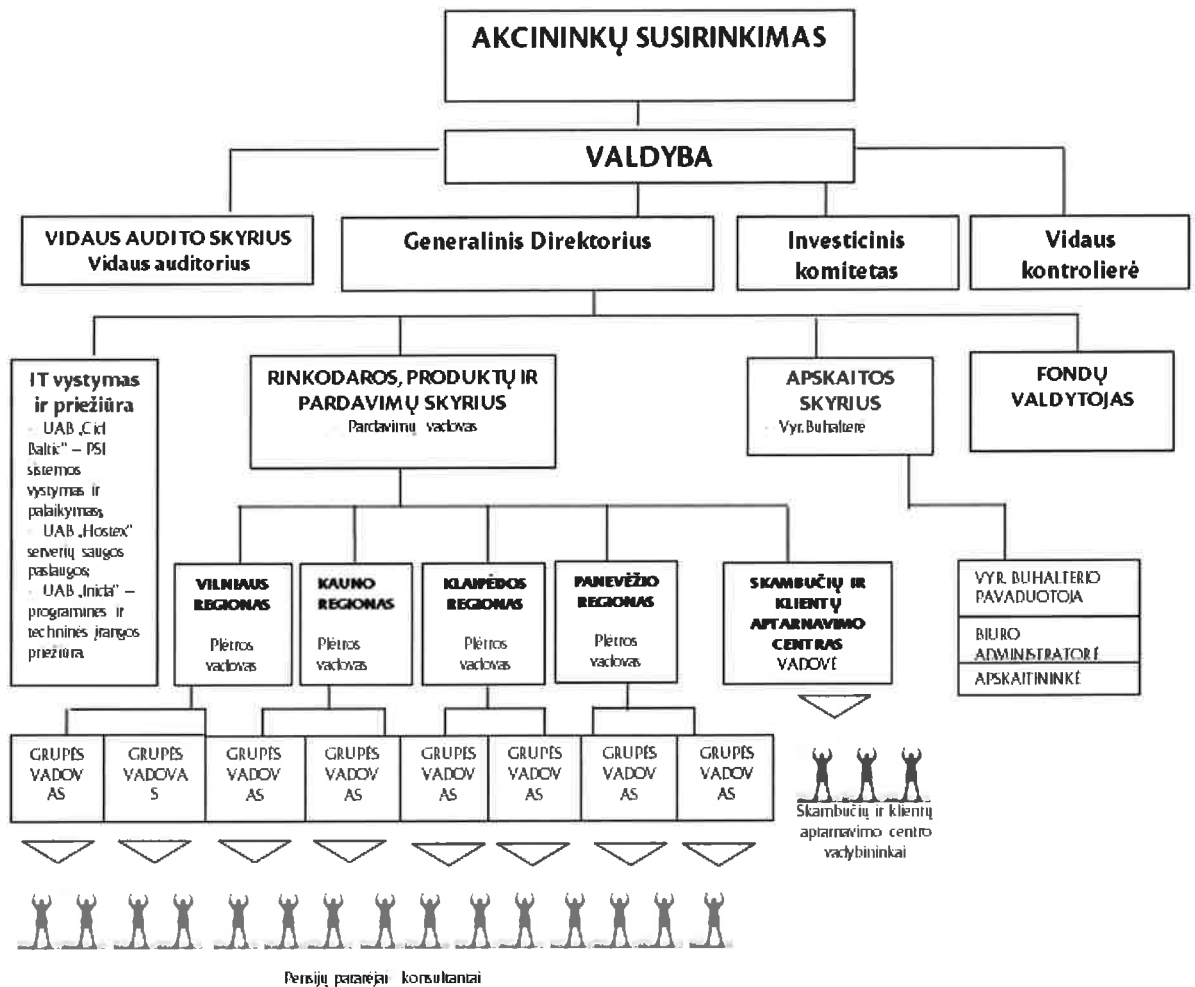 AKCININKŲ SUSIRINKIMAS
VALDYBA
VIDAUS AUDITO SKYRIUS
Vidaus auditorius
Generalinis Direktorius
Investicinis
komitetas
Vidaus
kontrolierė
IT vystymas
ir priežiūra
- UAB „Cid
Baltic" – PSI
sistemos
vystymas ir
palaikymas;
- UAB „Hostex"
serverių saugos
paslaugos;
- UAB „Inida" –
programinės ir
techninės įrangos
priežiūra.
RINKODAROS, PRODUKTŲ IR
PARDAVIMŲ SKYRIUS
- Pardavimų vadovas
APSKAITOS
SKYRIUS
- Vyr. Buhalterė
FONDŲ
VALDYTOJAS
VILNIAUS
REGIONAS
Plėtros
vadovas
KAUNO
REGIONAS
Plėtros
vadovas
KLAIPĖDOS
REGIONAS
Plėtros
vadovas
PANEVĖŽIO
REGIONAS
Plėtros
vadovas
SKAMBUČIŲ IR
KLIENTŲ
APTARNAVIMO
CENTRAS
VADOVĖ
VYR. BUHALTERIO
PAVADUOTOJA
BIURO
ADMINISTRATORĖ
APSKAITININKĖ
GRUPĖS
VADOV
AS
GRUPĖS
VADOVA
S
GRUPĖS
VADOV
AS
GRUPĖS
VADOV
AS
GRUPĖS
VADOV
AS
GRUPĖS
VADOV
AS
GRUPĖS
VADOV
AS
GRUPĖS
VADOV
AS
Skambučių ir klientų
aptarnavimo centro
vadybininkai
Pensijų patarėjai konsultantai